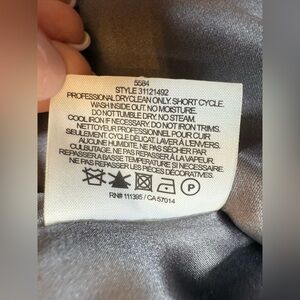 5584
STYLE 31121492
PROFESSIONAL DRYCLEAN ONLY. SHORT CYCLE.
WASH INSIDE OUT. NO MOISTURE.
DO NOT TUMBLE DRY. NO STEAM.
COOL IRON IF NECESSARY. DO NOT IRON TRIMS.
NETTOYEUR PROFESSIONNEL POUR CUIR
SEULEMENT. CYCLE DÉLICAT. LAVER À L'ENVERS.
AUCUNE HUMIDITÉ. NE PAS SÉCHER PAR
CULBUTAGE. NE PAS REPASSER À LA VAPEUR.
REPASSER À BASSE TEMPÉRATURE SI NÉCESSAIRE.
NE PAS REPASSER LES PIÈCES DÉCORATIVES.
P
RN# 111395 / CA 57014